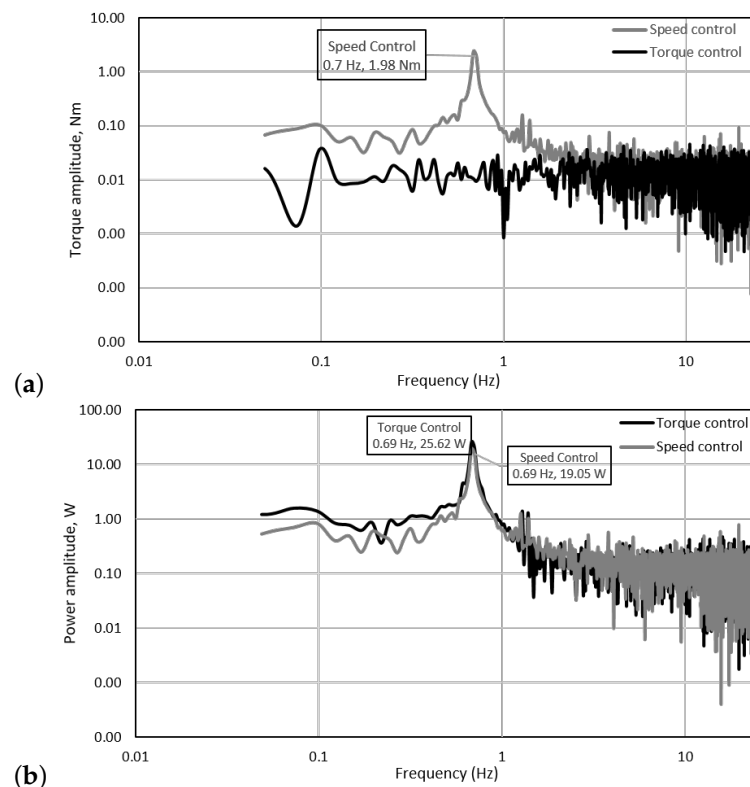 10.00
1.00
0.10
0.01
0.00
0.00
0.00
Torque amplitude, Nm
Speed Control
0.7 Hz, 1.98 Nm
Speed control
Torque control
0.01
0.1
1
10
Frequency (Hz)
(a)
100.00
10.00
1.00
0.10
0.01
0.00
0.00
Power amplitude, W
Torque Control
0.69 Hz, 25.62 W
Speed Control
0.69 Hz, 19.05 W
Torque control
Speed control
0.01
0.1
1
10
Frequency (Hz)
(b)